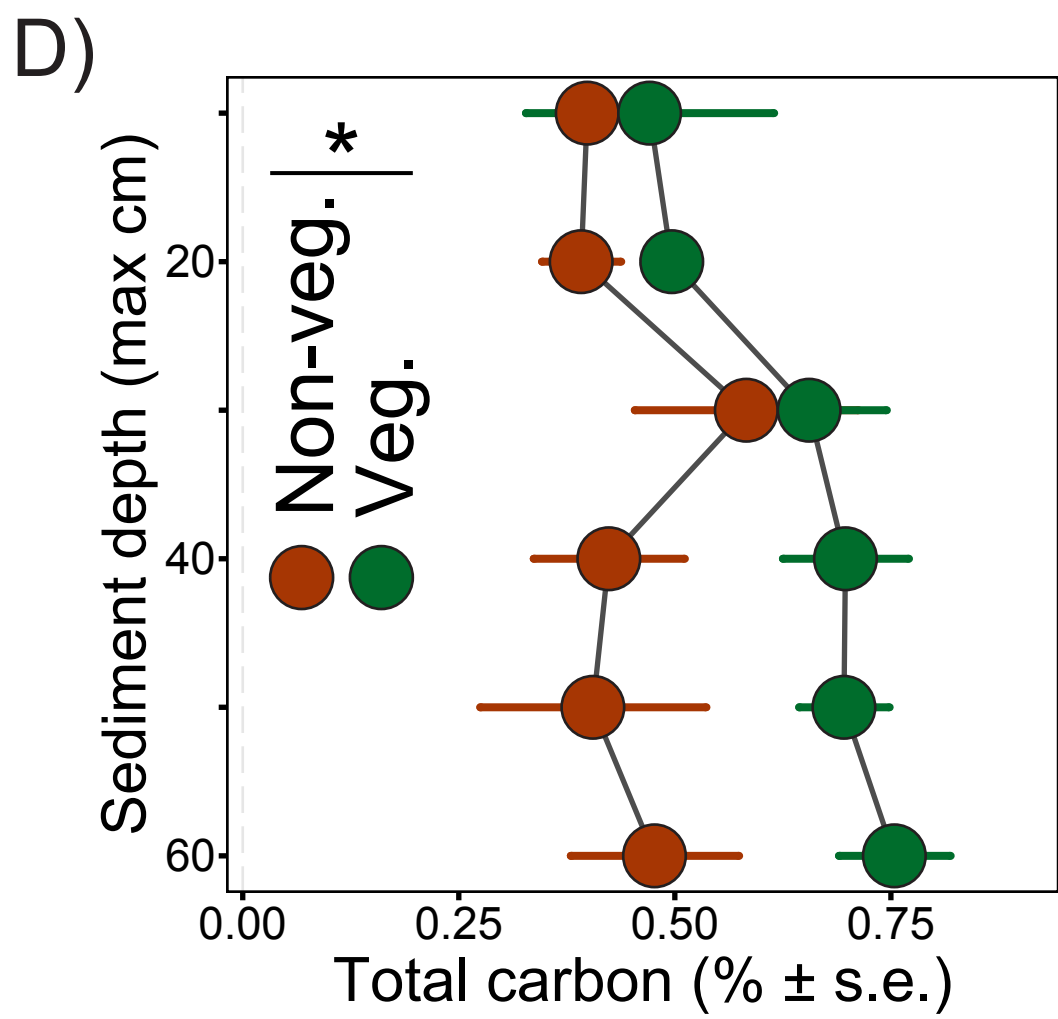 D)
*
Non-veg.
Veg.
Sediment depth (max cm)
20
40
60
0.00 0.25 0.50 0.75
Total carbon (% ± s.e.)